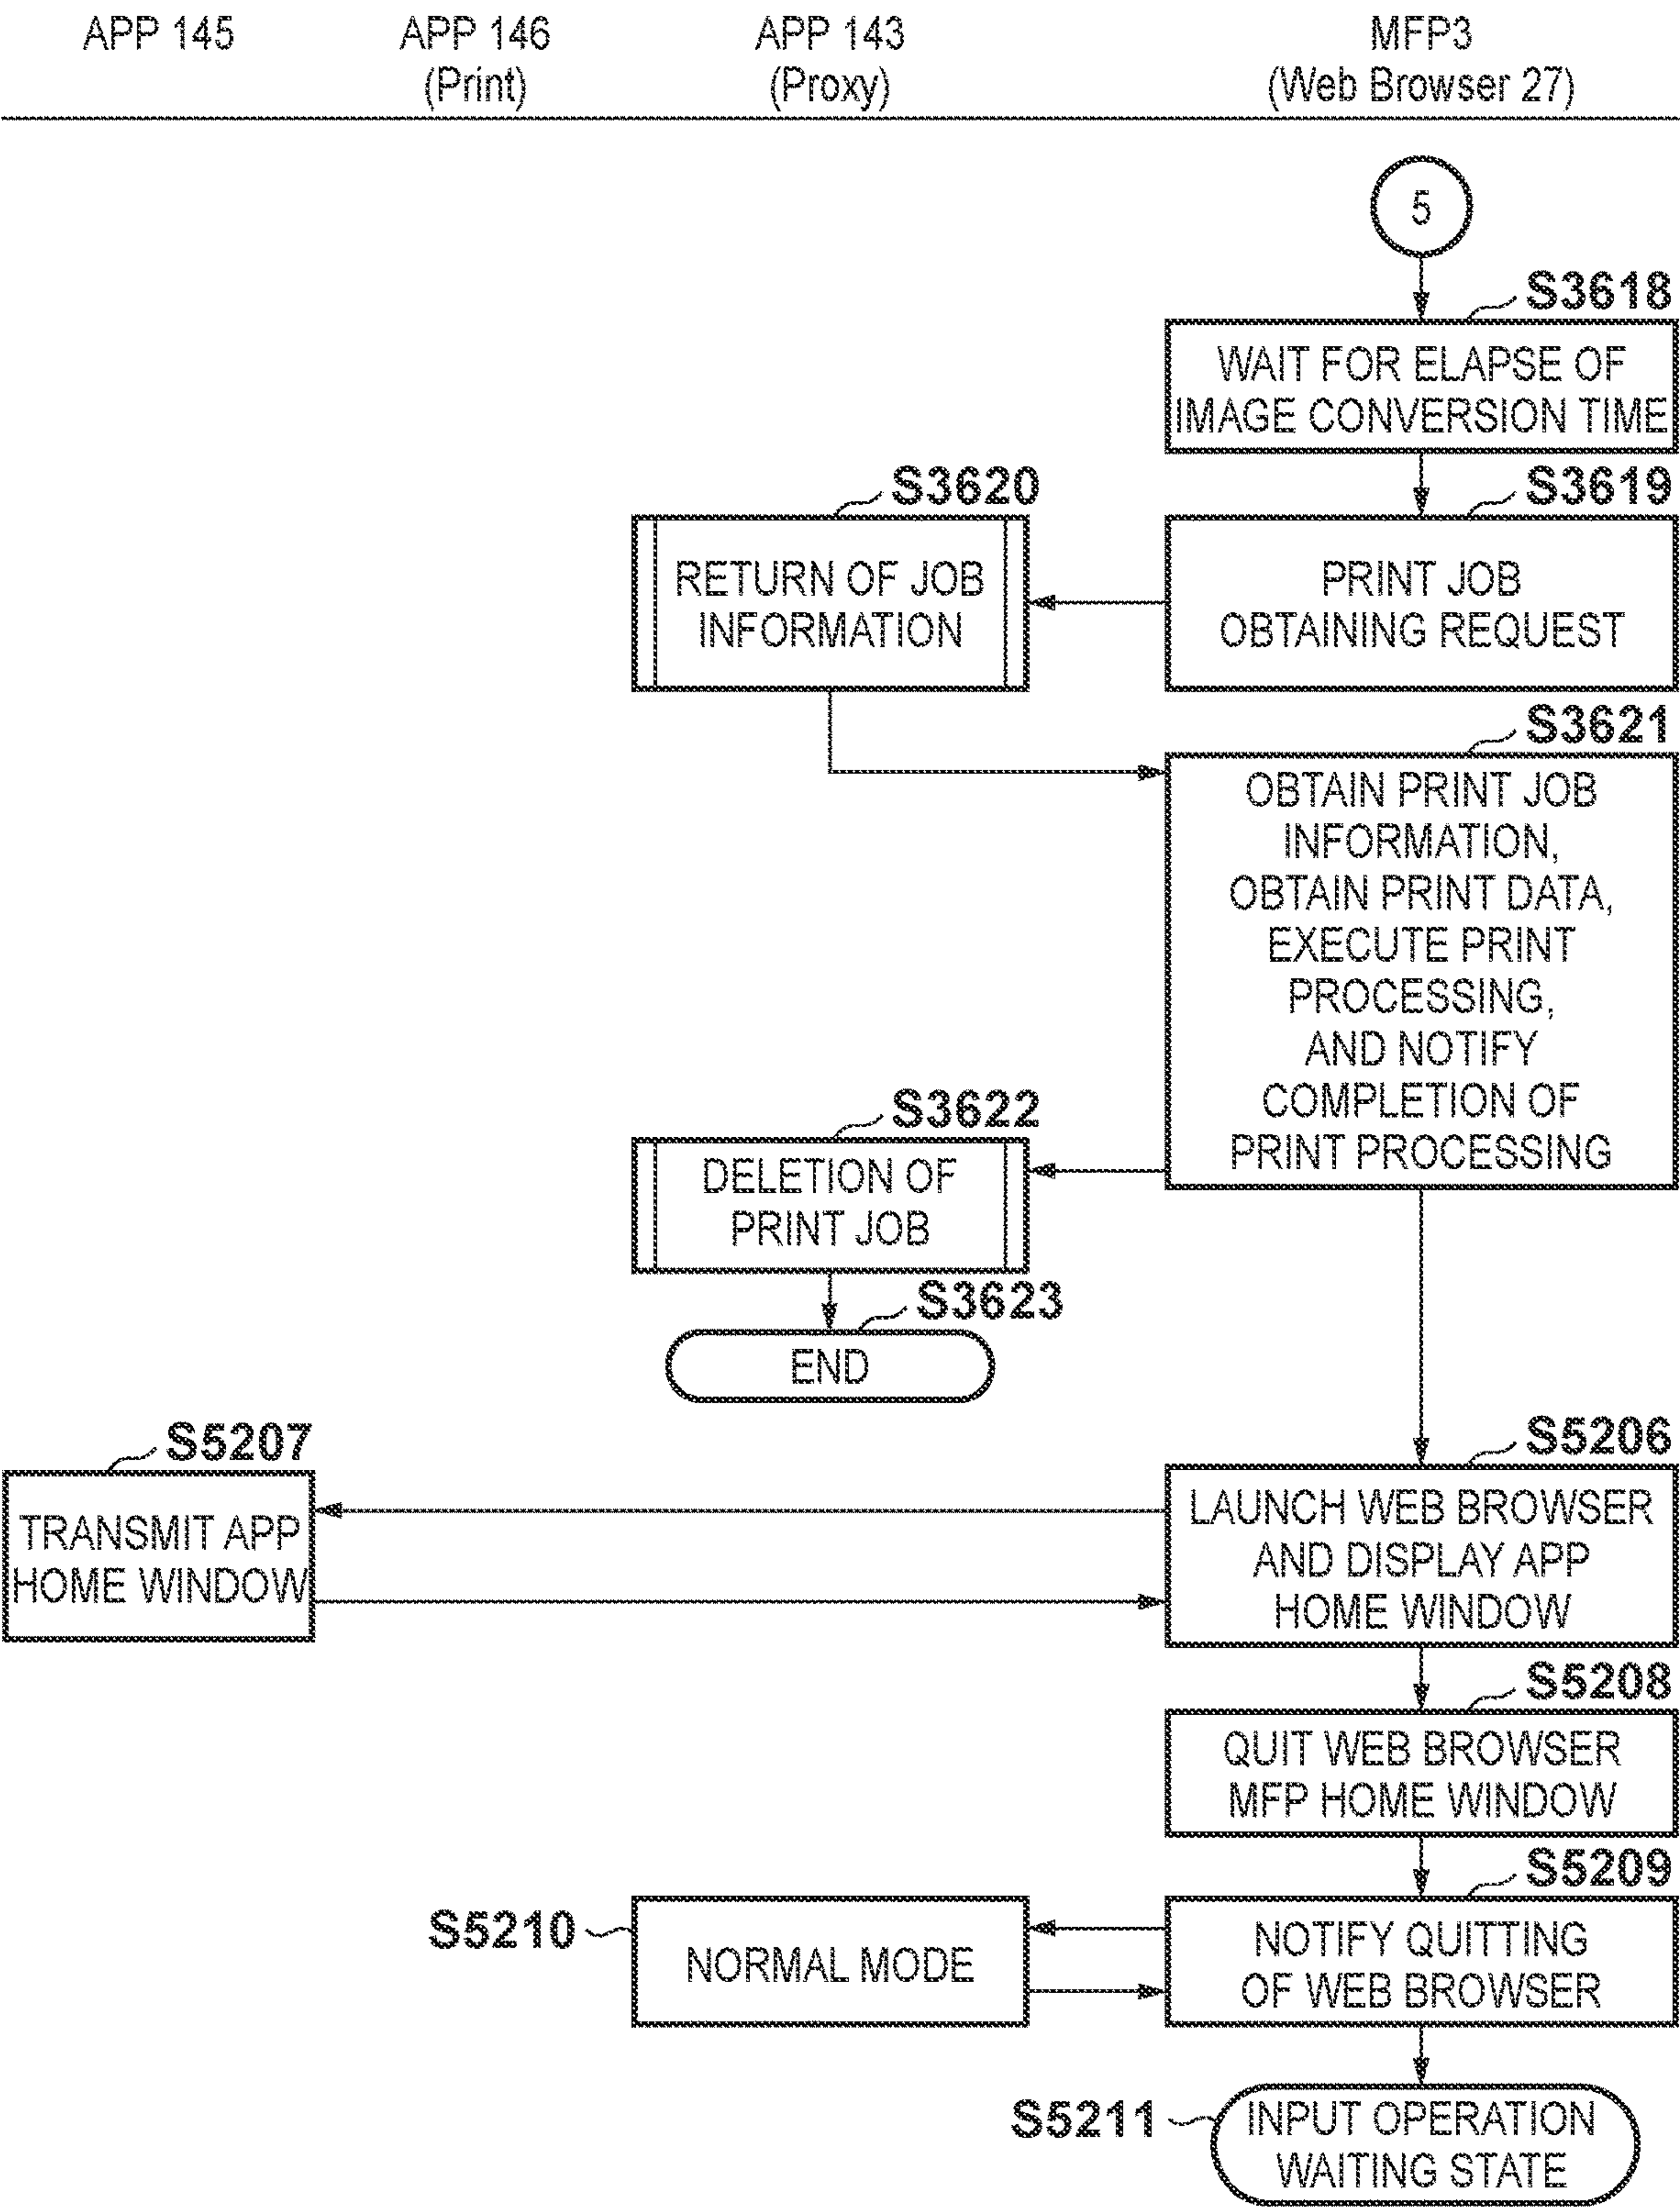 APP 145
APP 146
(Print)
APP 143
(Proxy)
MFP3
(Web Browser 27)
5
S3618
WAIT FOR ELAPSE OF
IMAGE CONVERSION TIME
S3619
PRINT JOB
OBTAINING REQUEST
S3620
RETURN OF JOB
INFORMATION
S3621
OBTAIN PRINT JOB
INFORMATION,
OBTAIN PRINT DATA,
EXECUTE PRINT
PROCESSING,
AND NOTIFY
COMPLETION OF
PRINT PROCESSING
S3622
DELETION OF
PRINT JOB
S3623
END
S5206
LAUNCH WEB BROWSER
AND DISPLAY APP
HOME WINDOW
S5207
TRANSMIT APP
HOME WINDOW
S5208
QUIT WEB BROWSER
MFP HOME WINDOW
S5209
NOTIFY QUITTING
OF WEB BROWSER
S5210
NORMAL MODE
S5211
INPUT OPERATION
WAITING STATE